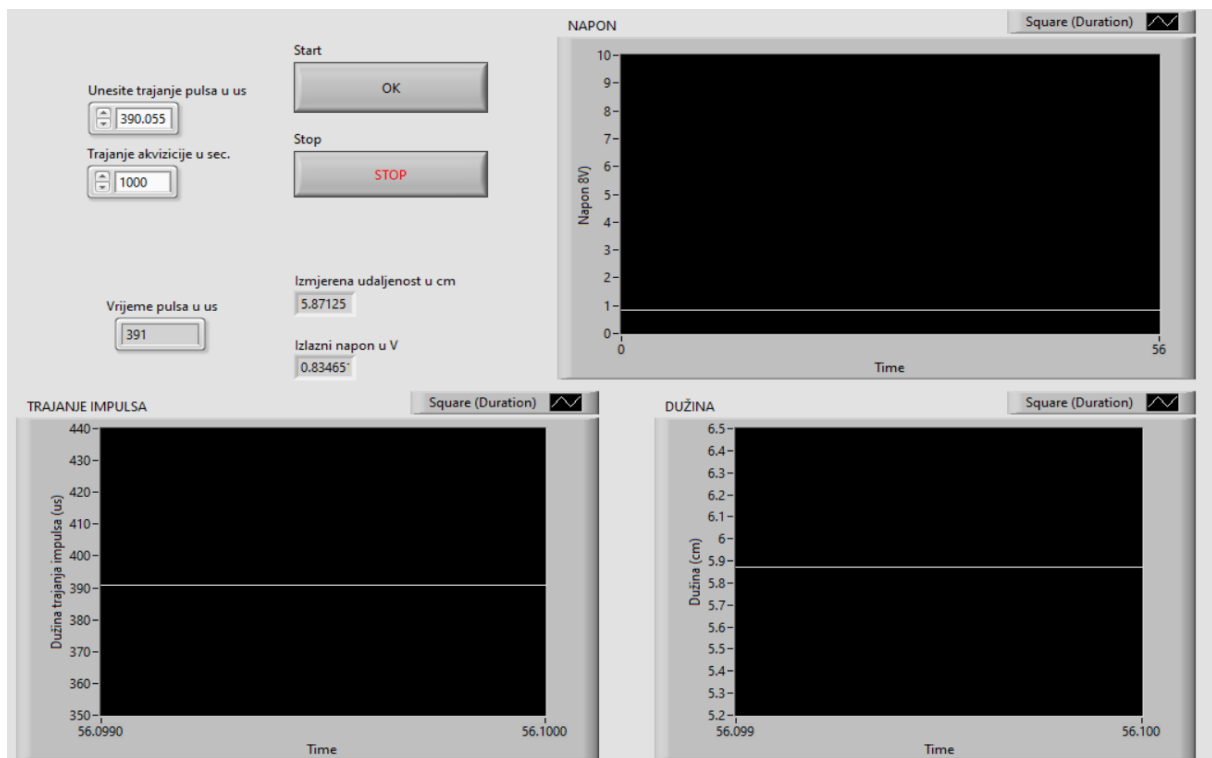 Start
OK
Unesite trajanje pulsa u us
390.055
Stop
Trajanje akvizicije u sec.
STOP
1000
Izmjerena udaljenost u cm
5.87125
Vrijeme pulsa u us
391
Izlazni napon u V
0.83465
NAPON
Square (Duration)
Napon 8V)
10
9
8
7
6
5
4
3
2
1
0
0 56
Time
TRAJANJE IMPULSA
Square (Duration)
Dužina trajanja impulsa (us)
440
430
420
410
400
390
380
370
360
350
56.0990 56.1000
Time
DUŽINA
Square (Duration)
Dužina (cm)
6.5
6.4
6.3
6.2
6.1
6
5.9
5.8
5.7
5.6
5.5
5.4
5.3
5.2
56.099 56.100
Time